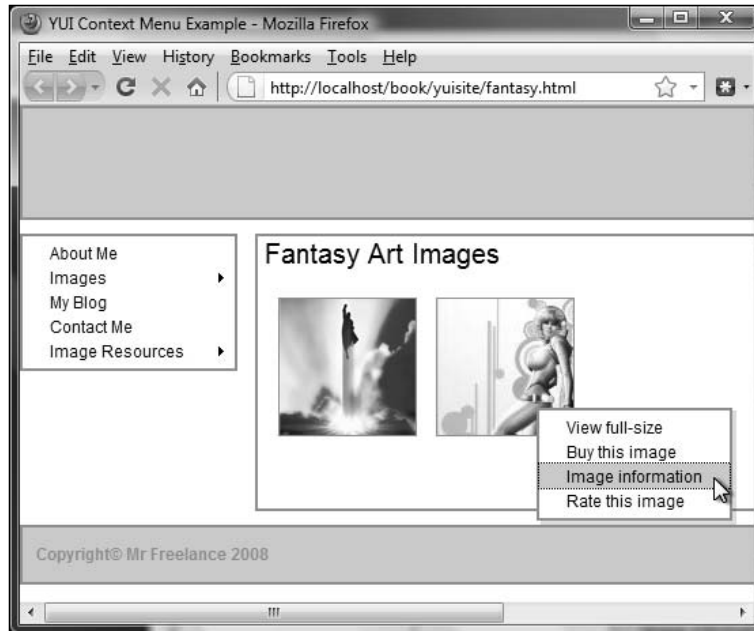 YUI Context Menu Example - Mozilla Firefox
File Edit View History Bookmarks Tools Help
http://localhost/book/yuisite/fantasy.html
About Me
Images
My Blog
Contact Me
Image Resources
Fantasy Art Images
View full-size
Buy this image
Image information
Rate this image
Copyright© Mr Freelance 2008